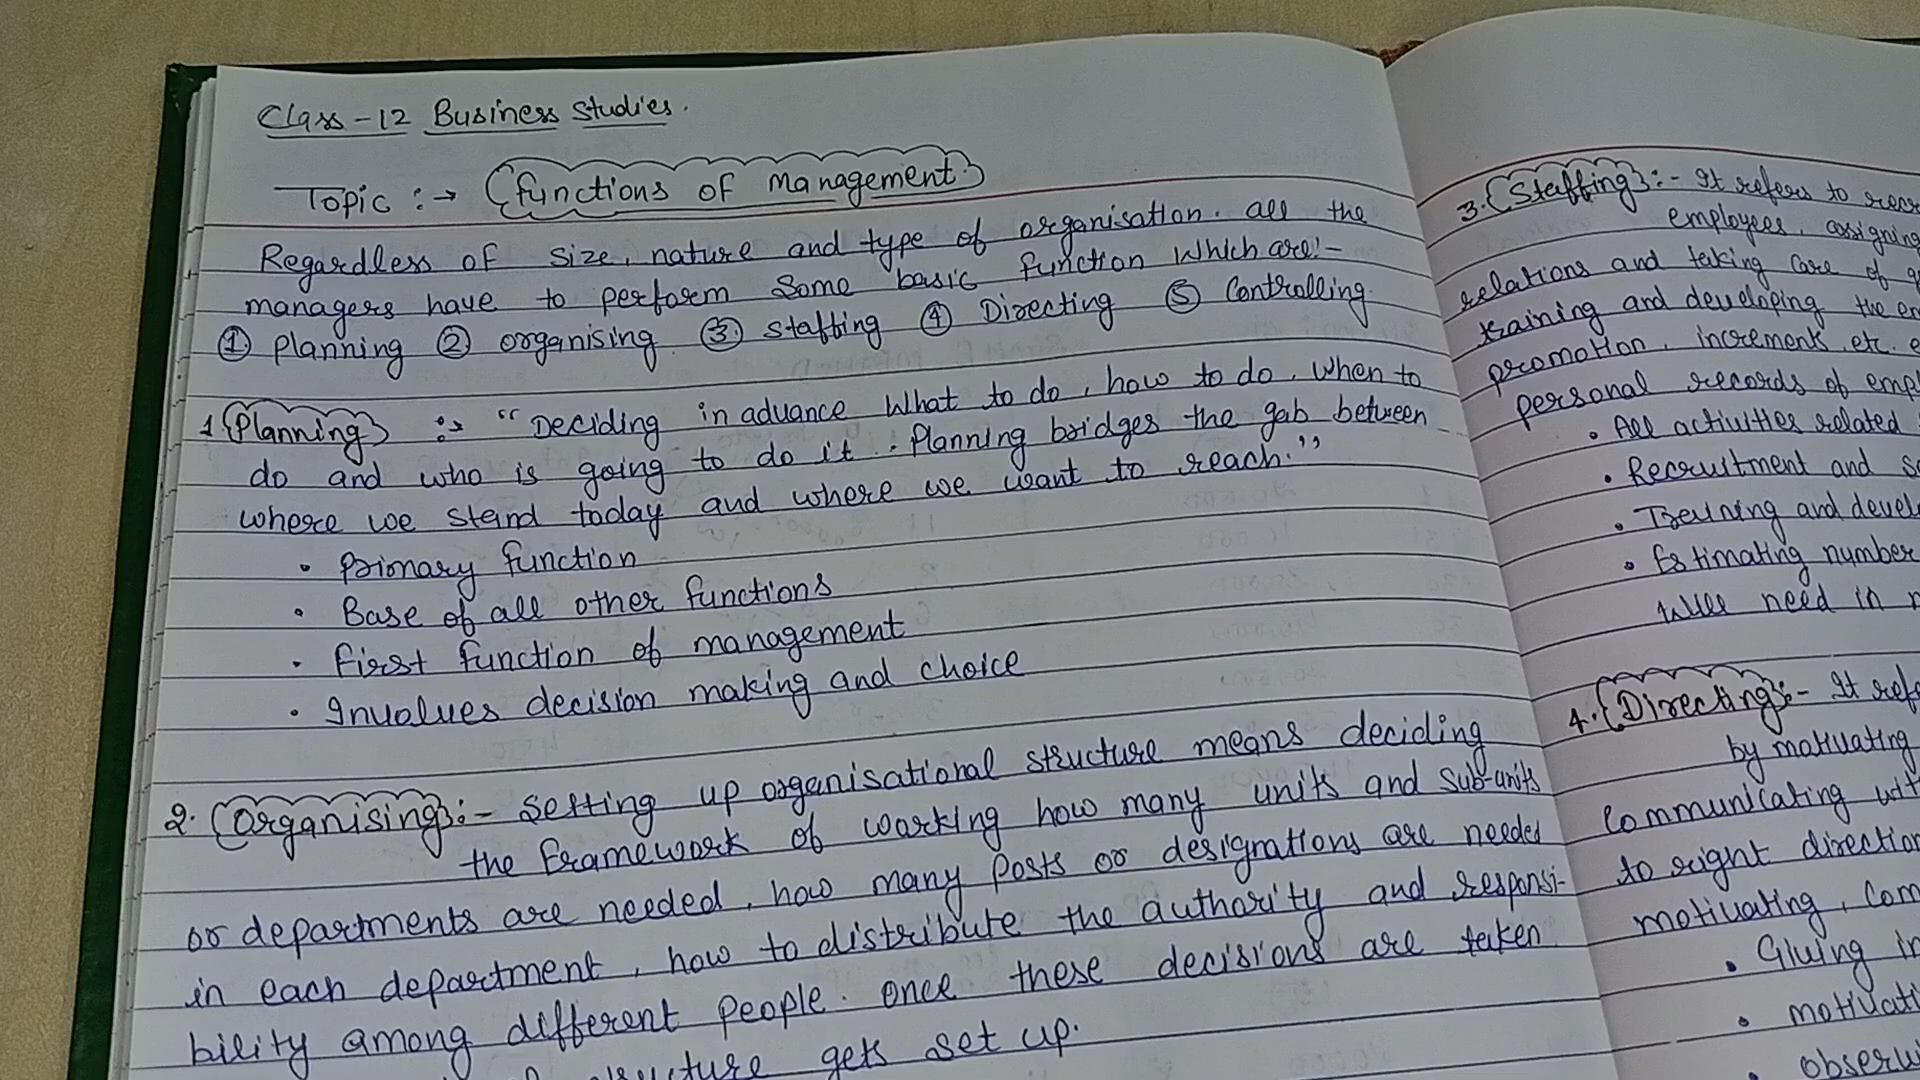 Class-12 Business Studies.
Topic :→ (functions of management.)
Regardless of size, nature and type of organisation. all the
managers have to perform Some basic function Which are:-
① planning ② organising. ③ staffing ④ Directing ⑤ Controlling.
1 (Planning) :→ "Deciding in advance What to do, how to do, When to
do and who is going to do it. Planning bridges the gab between
where we stand today and where we want to reach."
• Primary function
• Base of all other functions
• first function of management
• Involves decision making and choice
2. (Organising):- Setting up organisational structure means deciding
the framework of working how many units and sub-units
or departments are needed, how many posts or designations are needed
in each department, how to distribute the authority and responsi-
bility among different people. once these decisions are taken
structure gets set up.
3. (Staffing):- It refers to
employees, assigning
relations and taking care of
training and developing the
promotion, increment, etc.
personal records of
• All activities related
• Recruitment and
• Training and
• Estimating number
Will need in
4. (Directing):- It
by motivating
Communicating
to right
motivating,
• Giving
•
•